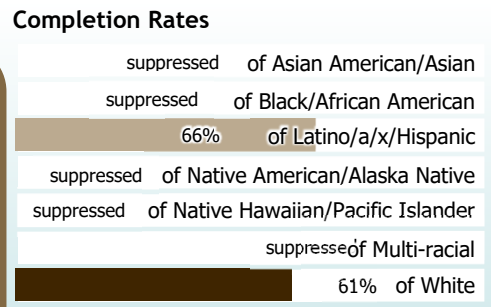 Completion Rates
suppressed of Asian American/Asian
suppressed of Black/African American
66% of Latino/a/x/Hispanic
suppressed of Native American/Alaska Native
suppressed of Native Hawaiian/Pacific Islander
suppresse of Multi-racial
61% of White